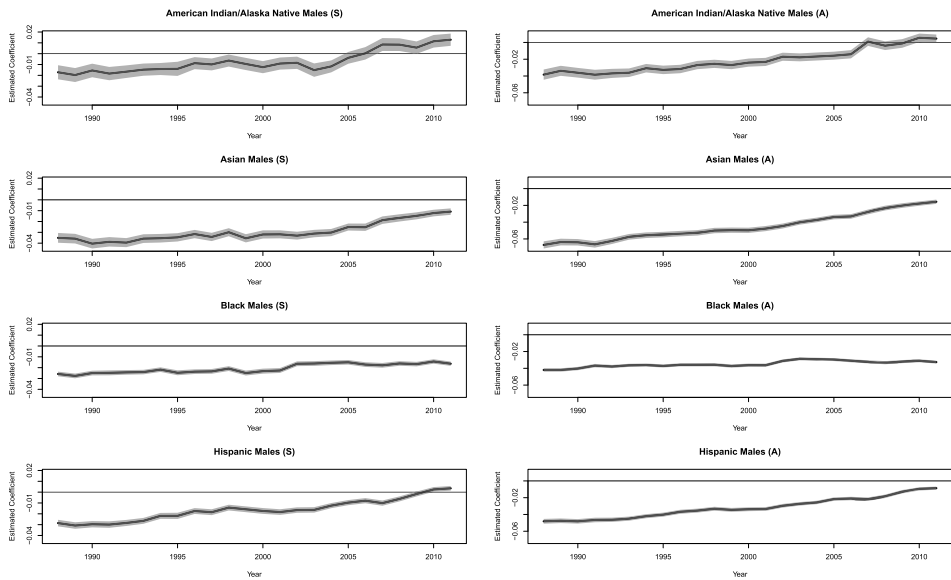 American Indian/Alaska Native Males (S)
Estimated Coefficient
0.02
−0.01
−0.04
1990 1995 2000 2005 2010
Year
American Indian/Alaska Native Males (A)
Estimated Coefficient
−0.02
−0.06
1990 1995 2000 2005 2010
Year
Asian Males (S)
Estimated Coefficient
0.02
−0.01
−0.04
1990 1995 2000 2005 2010
Year
Asian Males (A)
Estimated Coefficient
−0.02
−0.06
1990 1995 2000 2005 2010
Year
Black Males (S)
Estimated Coefficient
0.02
−0.01
−0.04
1990 1995 2000 2005 2010
Year
Black Males (A)
Estimated Coefficient
−0.02
−0.06
1990 1995 2000 2005 2010
Year
Hispanic Males (S)
Estimated Coefficient
0.02
−0.01
−0.04
1990 1995 2000 2005 2010
Year
Hispanic Males (A)
Estimated Coefficient
−0.02
−0.06
1990 1995 2000 2005 2010
Year